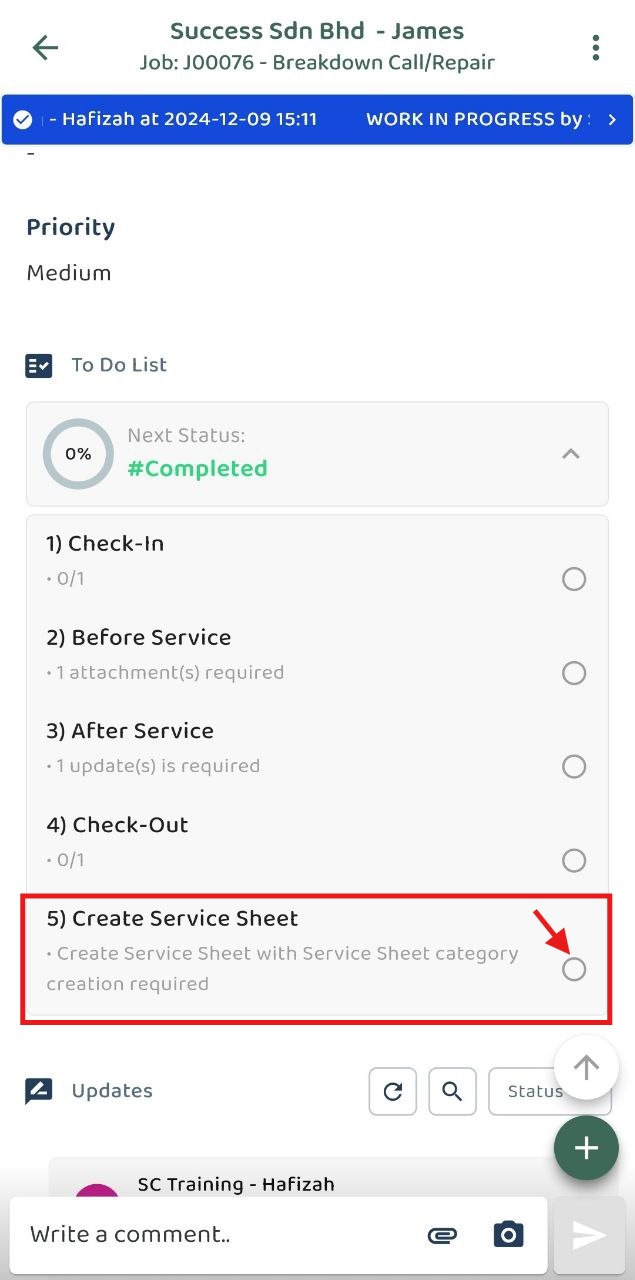 Success Sdn Bhd - James
Job: J00076 - Breakdown Call/Repair
- Hafizah at 2024-12-09 15:11 WORK IN PROGRESS by
-
Priority
Medium
To Do List
0%
Next Status:
#Completed
1) Check-In
• 0/1
2) Before Service
• 1 attachment(s) required
3) After Service
• 1 update(s) is required
4) Check-Out
• 0/1
5) Create Service Sheet
• Create Service Sheet with Service Sheet category
creation required
Updates
Status
SC Training - Hafizah
Write a comment..